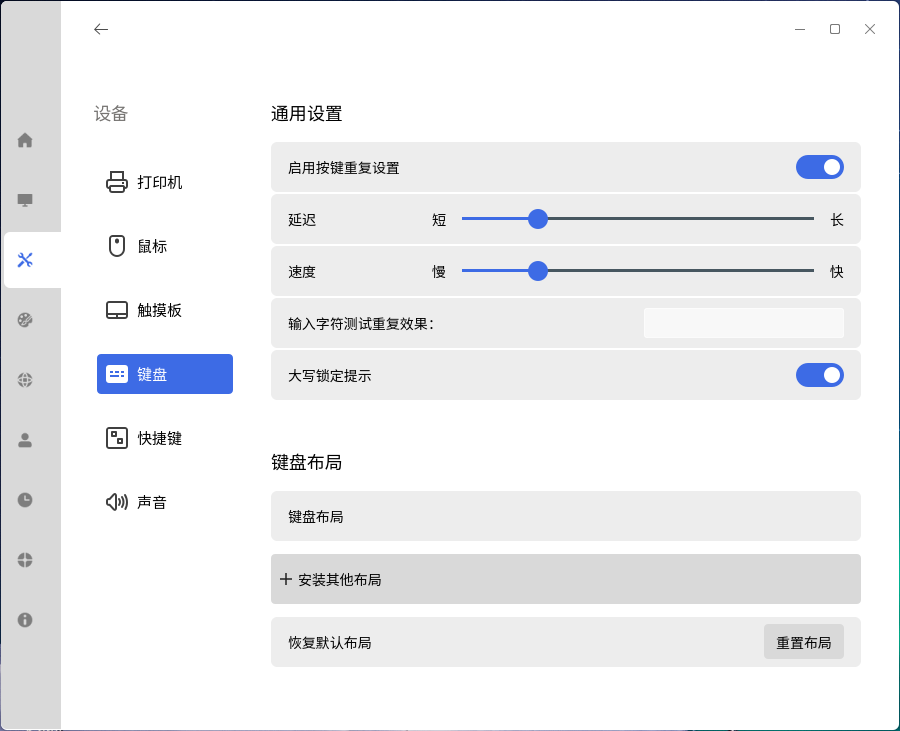 设备
打印机
鼠标
触摸板
键盘
快捷键
声音
通用设置
启用按键重复设置
延迟 短 长
速度 慢 快
输入字符测试重复效果：
大写锁定提示
键盘布局
键盘布局
安装其他布局
恢复默认布局 重置布局